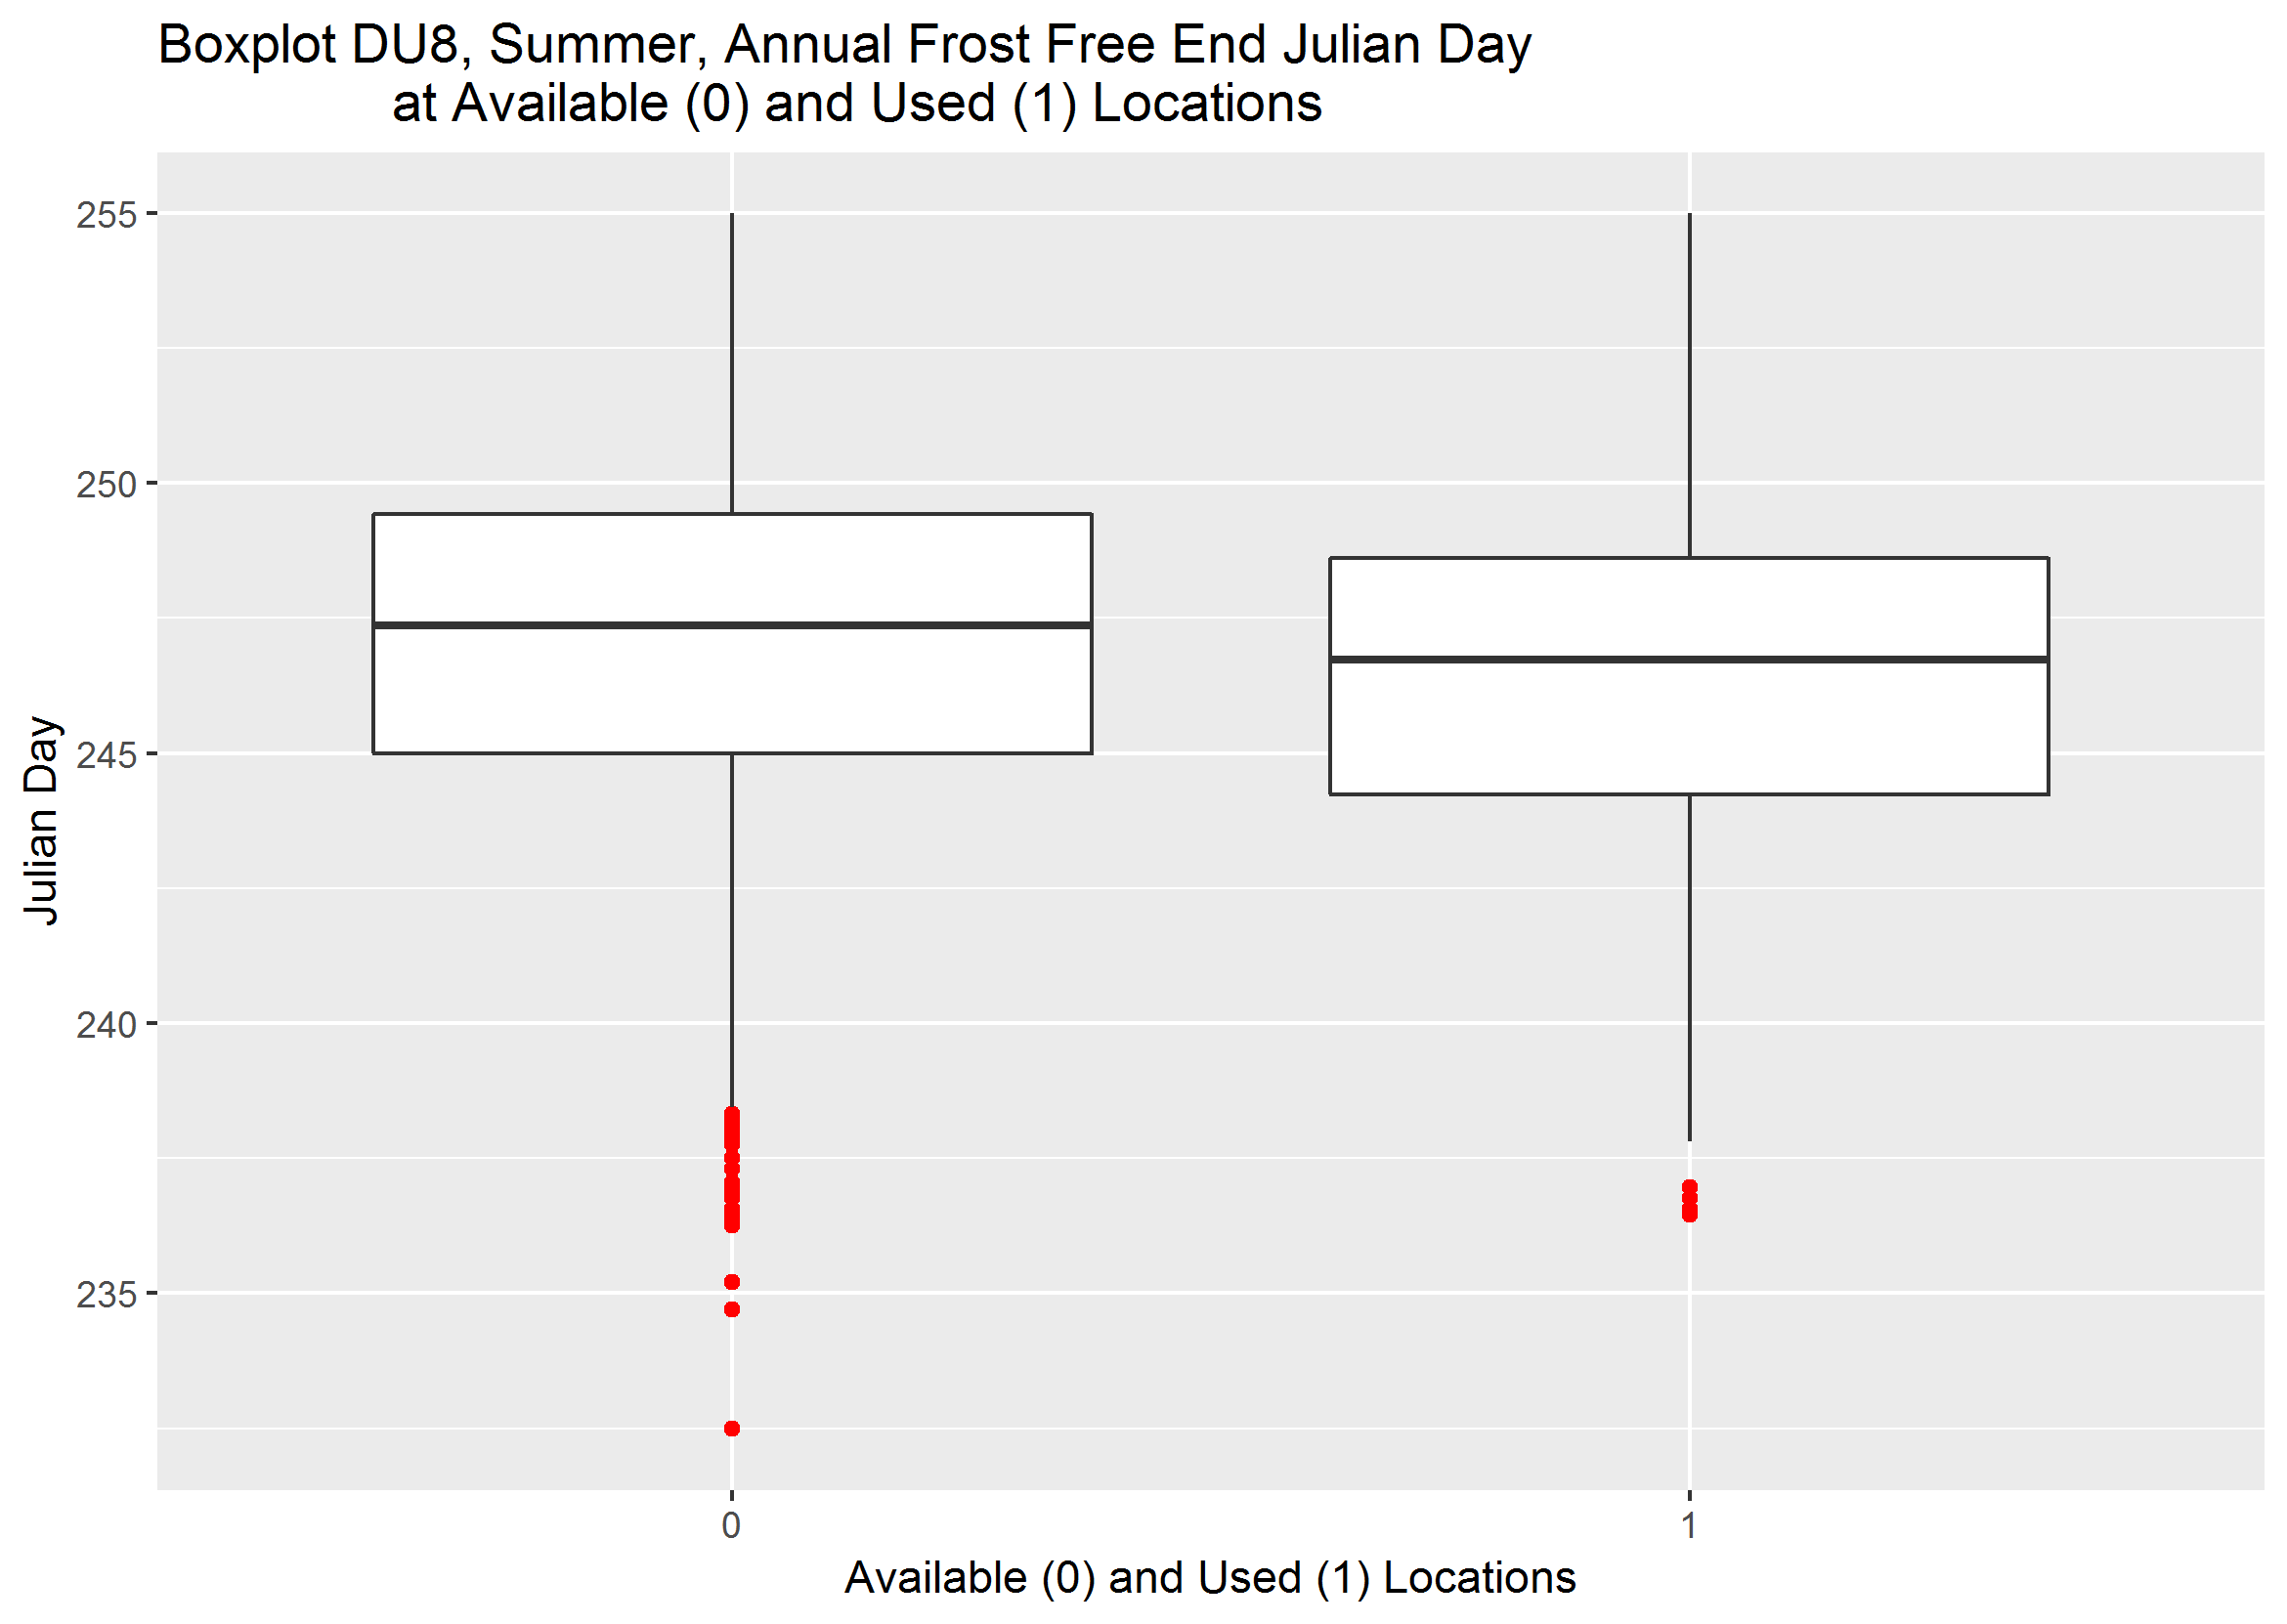 Boxplot DU8, Summer, Annual Frost Free End Julian Day
at Available (0) and Used (1) Locations
255
250
245
240
235
Julian Day
0
1
Available (0) and Used (1) Locations